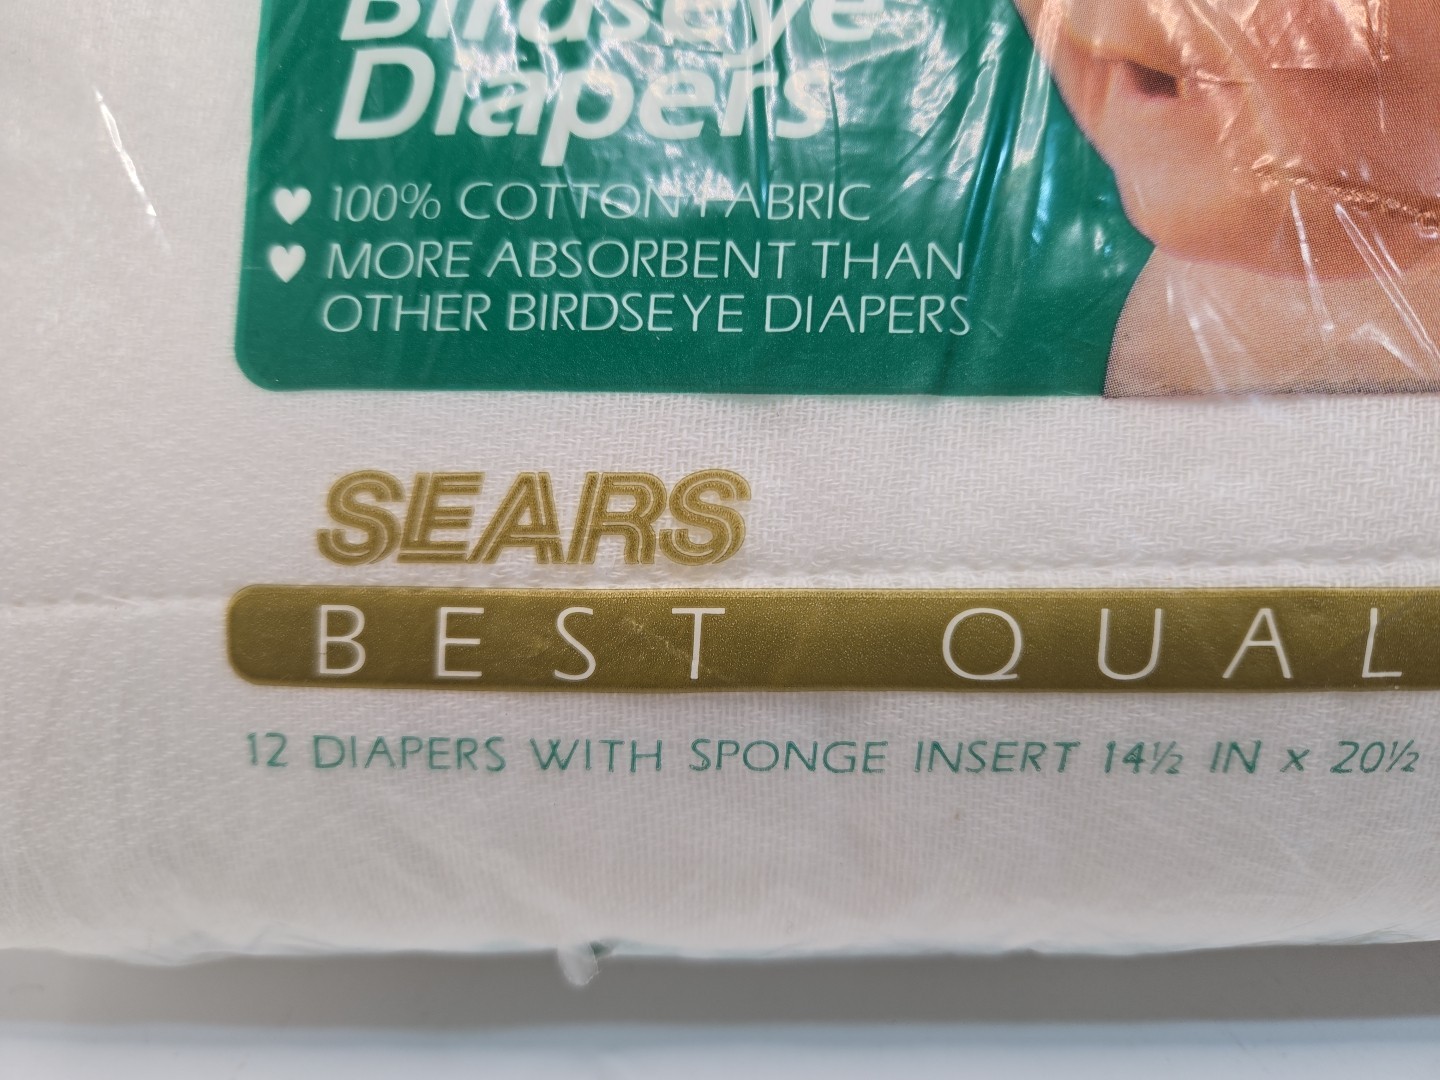 Birdseye
Diapers
100% COTTON FABRIC
MORE ABSORBENT THAN
OTHER BIRDSEYE DIAPERS
SEARS
BEST QUAL
12 DIAPERS WITH SPONGE INSERT 14½ IN x 20½